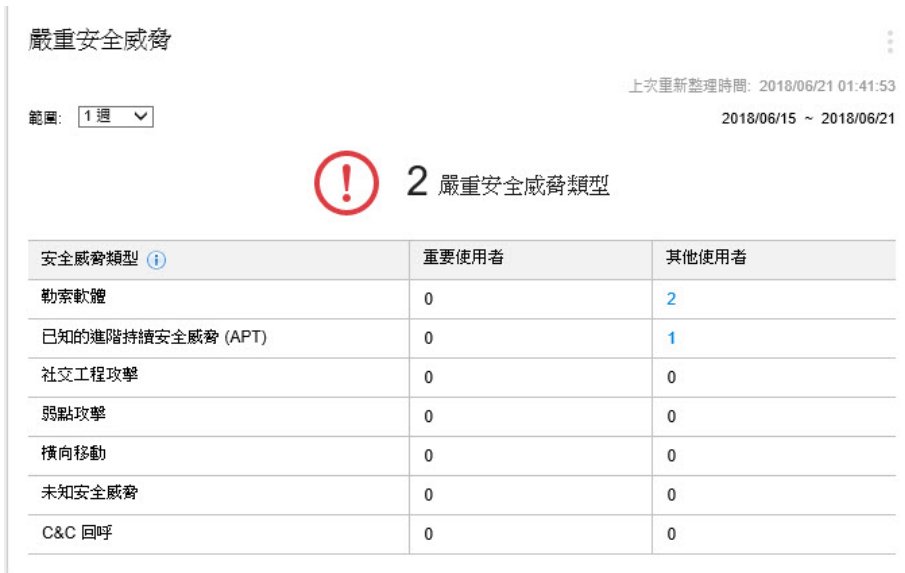 嚴重安全威脅
上次重新整理時間: 2018/06/21 01:41:53
範圍: 1 週
2018/06/15 ~ 2018/06/21
2 嚴重安全威脅類型
安全威脅類型 重要使用者 其他使用者
勒索軟體 0 2
已知的進階持續安全威脅 (APT) 0 1
社交工程攻擊 0 0
弱點攻擊 0 0
橫向移動 0 0
未知安全威脅 0 0
C&C 回呼 0 0